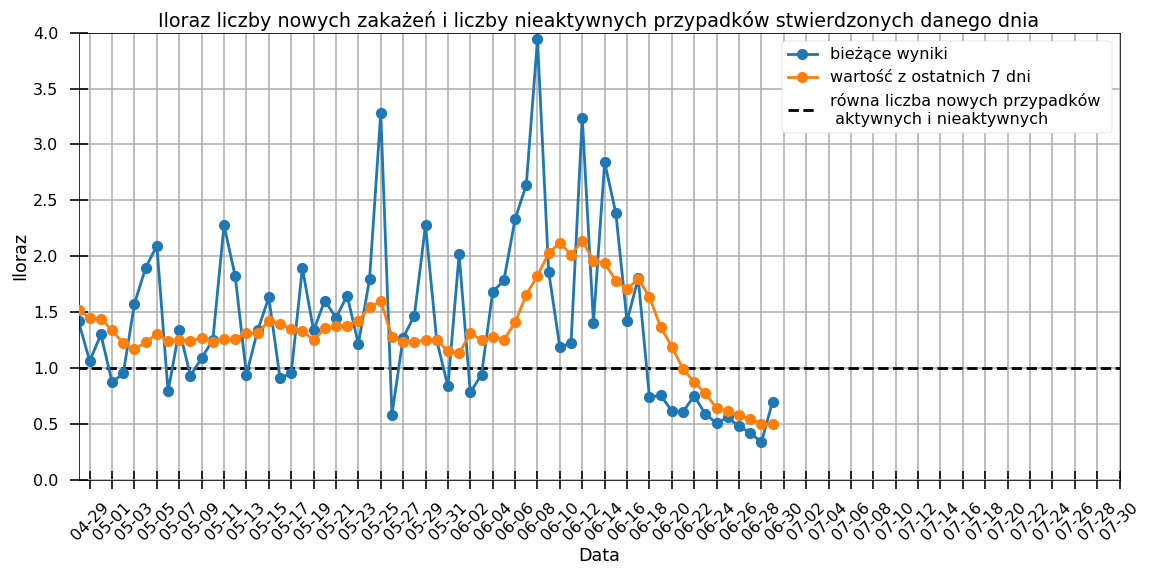 Iloraz liczby nowych zakażeń i liczby nieaktywnych przypadków stwierdzonych danego dnia
4.0
3.5
3.0
2.5
2.0
1.5
1.0
0.5
0.0
Iloraz
bieżące wyniki
wartość z ostatnich 7 dni
równa liczba nowych przypadków
aktywnych i nieaktywnych
04-29 05-01 05-03 05-05 05-07 05-09 05-11 05-13 05-15 05-17 05-19 05-21 05-23 05-25 05-27 05-29 05-31 06-02 06-04 06-06 06-08 06-10 06-12 06-14 06-16 06-18 06-20 06-22 06-24 06-26 06-28 06-30 07-02 07-04 07-06 07-08 07-10 07-12 07-14 07-16 07-18 07-20 07-22 07-24 07-26 07-28 07-30
Data